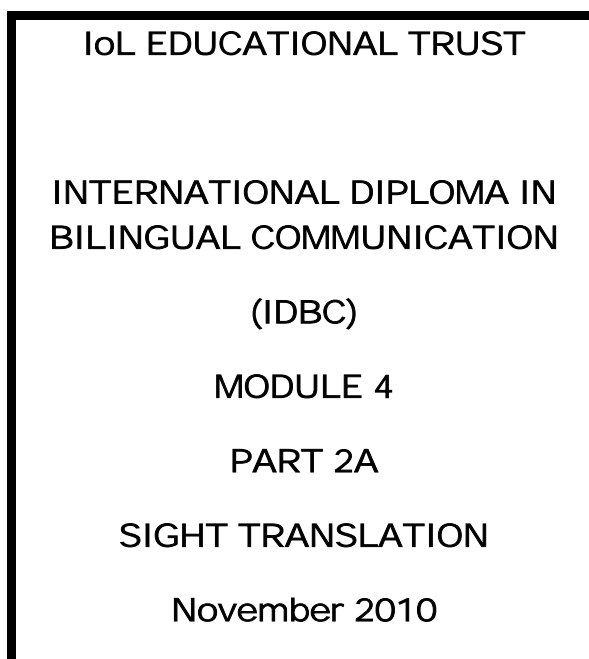 IoL EDUCATIONAL TRUST
INTERNATIONAL DIPLOMA IN
BILINGUAL COMMUNICATION
(IDBC)
MODULE 4
PART 2A
SIGHT TRANSLATION
November 2010